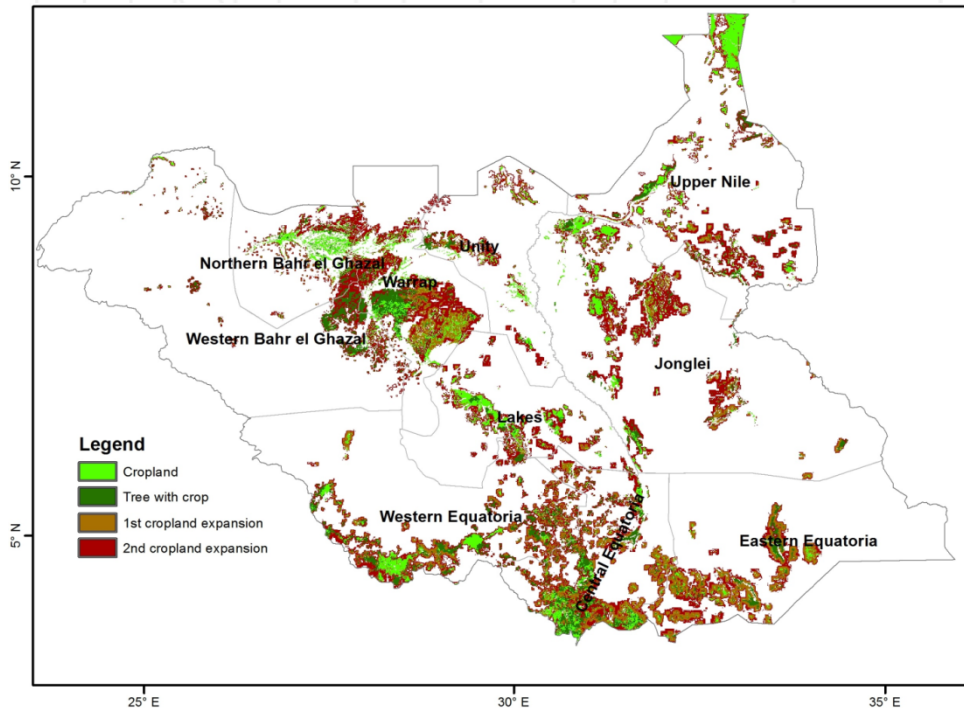 10° N
Upper Nile
Unity
Northern Bahr el Ghazal
Warrap
Western Bahr el Ghazal
Jonglei
Lakes
Legend
Cropland
Tree with crop
1st cropland expansion
2nd cropland expansion
Western Equatoria
Central Equatoria
Eastern Equatoria
5° N
25° E
30° E
35° E